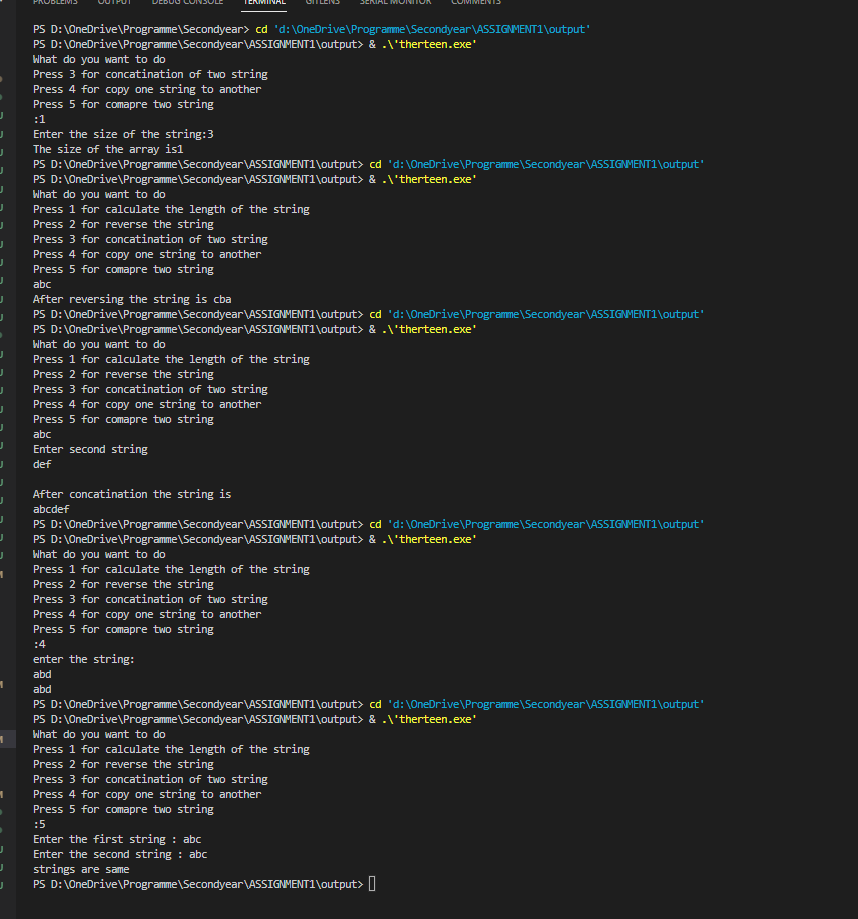 PROBLEMS OUTPUT DEBUG CONSOLE TERMINAL GITLENS SERIAL MONITOR COMMENTS
PS D:\OneDrive\Programme\Secondyear> cd 'd:\OneDrive\Programme\Secondyear\ASSIGNMENT1\output'
PS D:\OneDrive\Programme\Secondyear\ASSIGNMENT1\output> & .\'therteen.exe'
What do you want to do
Press 3 for concatination of two string
Press 4 for copy one string to another
Press 5 for comapre two string
:1
Enter the size of the string:3
The size of the array is1
PS D:\OneDrive\Programme\Secondyear\ASSIGNMENT1\output> cd 'd:\OneDrive\Programme\Secondyear\ASSIGNMENT1\output'
PS D:\OneDrive\Programme\Secondyear\ASSIGNMENT1\output> & .\'therteen.exe'
What do you want to do
Press 1 for calculate the length of the string
Press 2 for reverse the string
Press 3 for concatination of two string
Press 4 for copy one string to another
Press 5 for comapre two string
abc
After reversing the string is cba
PS D:\OneDrive\Programme\Secondyear\ASSIGNMENT1\output> cd 'd:\OneDrive\Programme\Secondyear\ASSIGNMENT1\output'
PS D:\OneDrive\Programme\Secondyear\ASSIGNMENT1\output> & .\'therteen.exe'
What do you want to do
Press 1 for calculate the length of the string
Press 2 for reverse the string
Press 3 for concatination of two string
Press 4 for copy one string to another
Press 5 for comapre two string
abc
Enter second string
def
After concatination the string is
abcdef
PS D:\OneDrive\Programme\Secondyear\ASSIGNMENT1\output> cd 'd:\OneDrive\Programme\Secondyear\ASSIGNMENT1\output'
PS D:\OneDrive\Programme\Secondyear\ASSIGNMENT1\output> & .\'therteen.exe'
What do you want to do
Press 1 for calculate the length of the string
Press 2 for reverse the string
Press 3 for concatination of two string
Press 4 for copy one string to another
Press 5 for comapre two string
:4
enter the string:
abd
abd
PS D:\OneDrive\Programme\Secondyear\ASSIGNMENT1\output> cd 'd:\OneDrive\Programme\Secondyear\ASSIGNMENT1\output'
PS D:\OneDrive\Programme\Secondyear\ASSIGNMENT1\output> & .\'therteen.exe'
What do you want to do
Press 1 for calculate the length of the string
Press 2 for reverse the string
Press 3 for concatination of two string
Press 4 for copy one string to another
Press 5 for comapre two string
:5
Enter the first string : abc
Enter the second string : abc
strings are same
PS D:\OneDrive\Programme\Secondyear\ASSIGNMENT1\output>